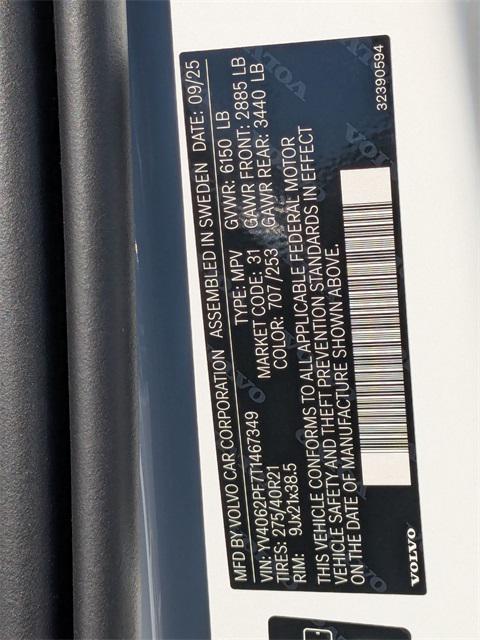 MFD BY VOLVO CAR CORPORATION ASSEMBLED IN SWEDEN DATE: 09/25
VIN: YV4062PF7T1467349 TYPE: MPV GVWR: 6150 LB
TIRES: 275/40R21 MARKET CODE: 31 GAWR FRONT: 2885 LB
RIM: 9Jx21x38.5 COLOR: 707/253 GAWR REAR: 3440 LB
THIS VEHICLE CONFORMS TO ALL APPLICABLE FEDERAL MOTOR
VEHICLE SAFETY AND THEFT PREVENTION STANDARDS IN EFFECT
ON THE DATE OF MANUFACTURE SHOWN ABOVE.
VOLVO 32390594